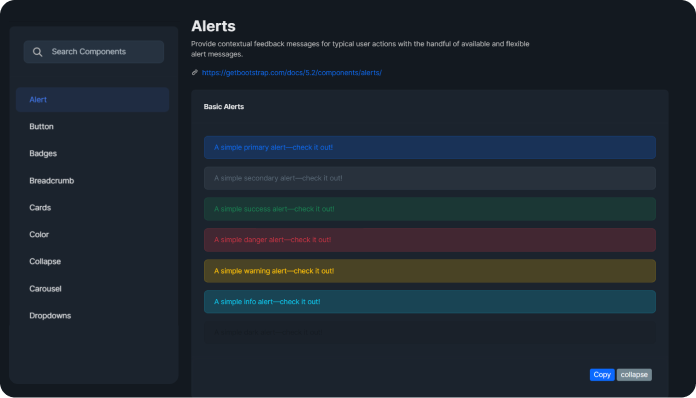 Alerts
Provide contextual feedback messages for typical user actions with the handful of available and flexible
alert messages.
https://getbootstrap.com/docs/5.2/components/alerts/
Search Components
Alert
Button
Badges
Breadcrumb
Cards
Color
Collapse
Carousel
Dropdowns
Basic Alerts
A simple primary alert—check it out!
A simple secondary alert—check it out!
A simple success alert—check it out!
A simple danger alert—check it out!
A simple warning alert—check it out!
A simple info alert—check it out!
Copy
collapse